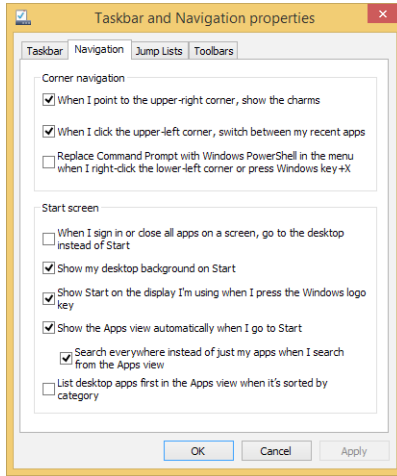 Taskbar and Navigation properties
Taskbar Navigation Jump Lists Toolbars
Corner navigation
When I point to the upper-right corner, show the charms
When I click the upper-left corner, switch between my recent apps
Replace Command Prompt with Windows PowerShell in the menu
when I right-click the lower-left corner or press Windows key+X
Start screen
When I sign in or close all apps on a screen, go to the desktop
instead of Start
Show my desktop background on Start
Show Start on the display I'm using when I press the Windows logo
key
Show the Apps view automatically when I go to Start
Search everywhere instead of just my apps when I search
from the Apps view
List desktop apps first in the Apps view when it's sorted by
category
OK Cancel Apply